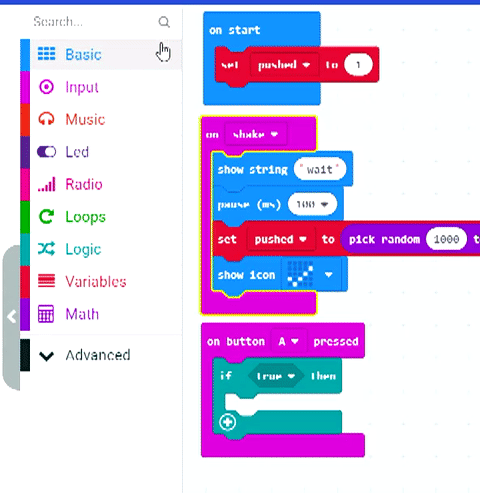 Search...
Basic
Input
Music
Led
Radio
Loops
Logic
Variables
Math
Advanced
on start
set pushed to 1
on shake
show string "wait"
pause (ms) 100
set pushed to pick random 1000 t
show icon
on button A pressed
if true then